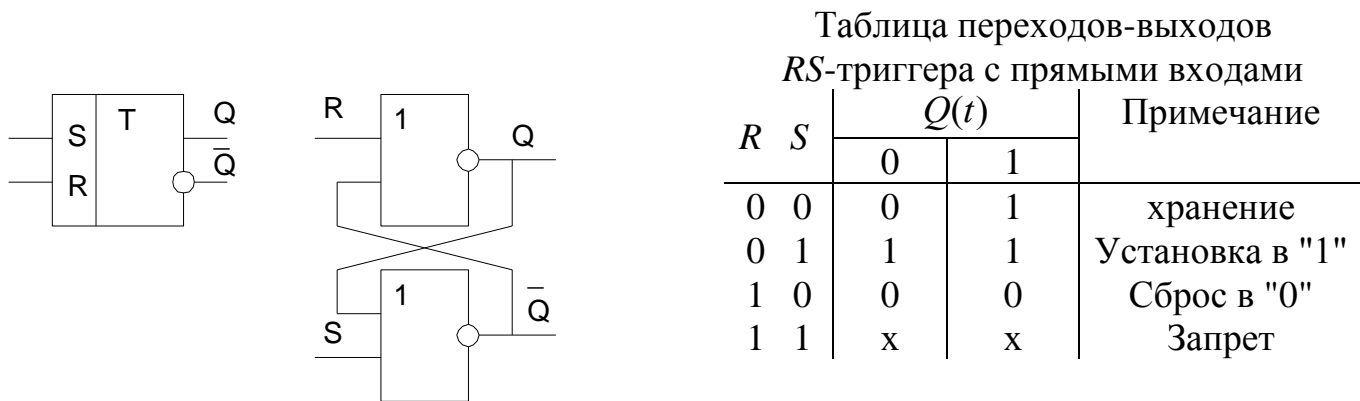 S
R
T
Q
Q̅
R
1
Q
1
S
Q̅
Таблица переходов-выходов
RS-триггера с прямыми входами
R S Q(t) Примечание
0 1
0 0 0 1 хранение
0 1 1 1 Установка в "1"
1 0 0 0 Сброс в "0"
1 1 x x Запрет